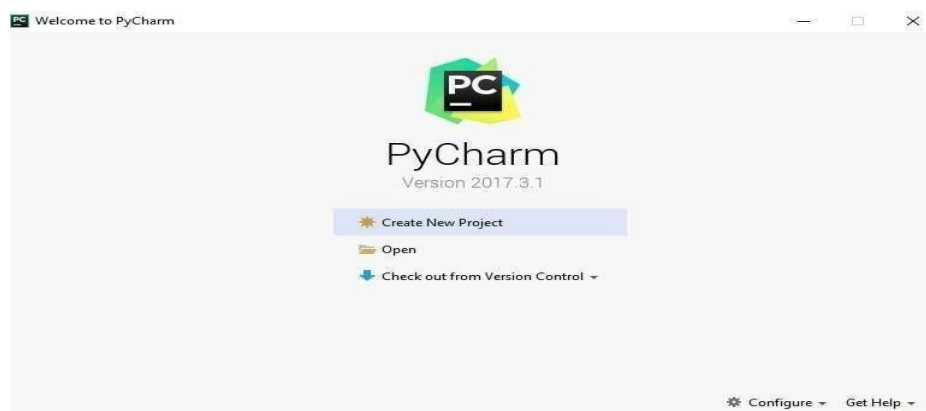 PC Welcome to PyCharm
PC
PyCharm
Version 2017.3.1
Create New Project
Open
Check out from Version Control
Configure Get Help